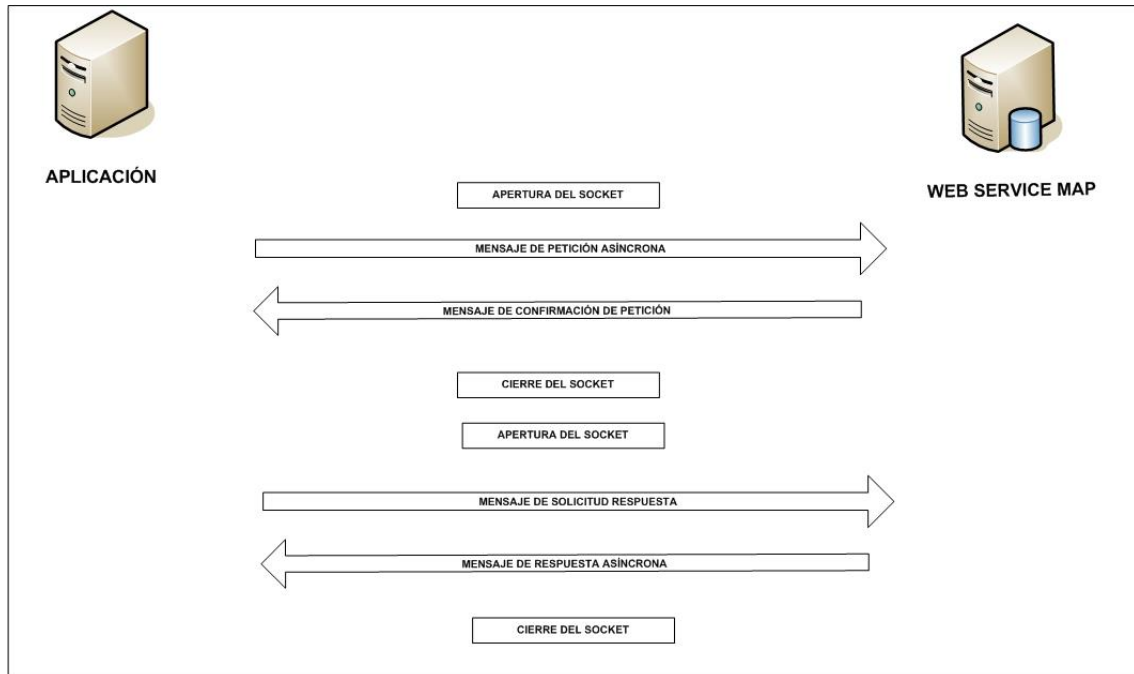 APLICACIÓN
WEB SERVICE MAP
APERTURA DEL SOCKET
MENSAJE DE PETICIÓN ASÍNCRONA
MENSAJE DE CONFIRMACIÓN DE PETICIÓN
CIERRE DEL SOCKET
APERTURA DEL SOCKET
MENSAJE DE SOLICITUD RESPUESTA
MENSAJE DE RESPUESTA ASÍNCRONA
CIERRE DEL SOCKET